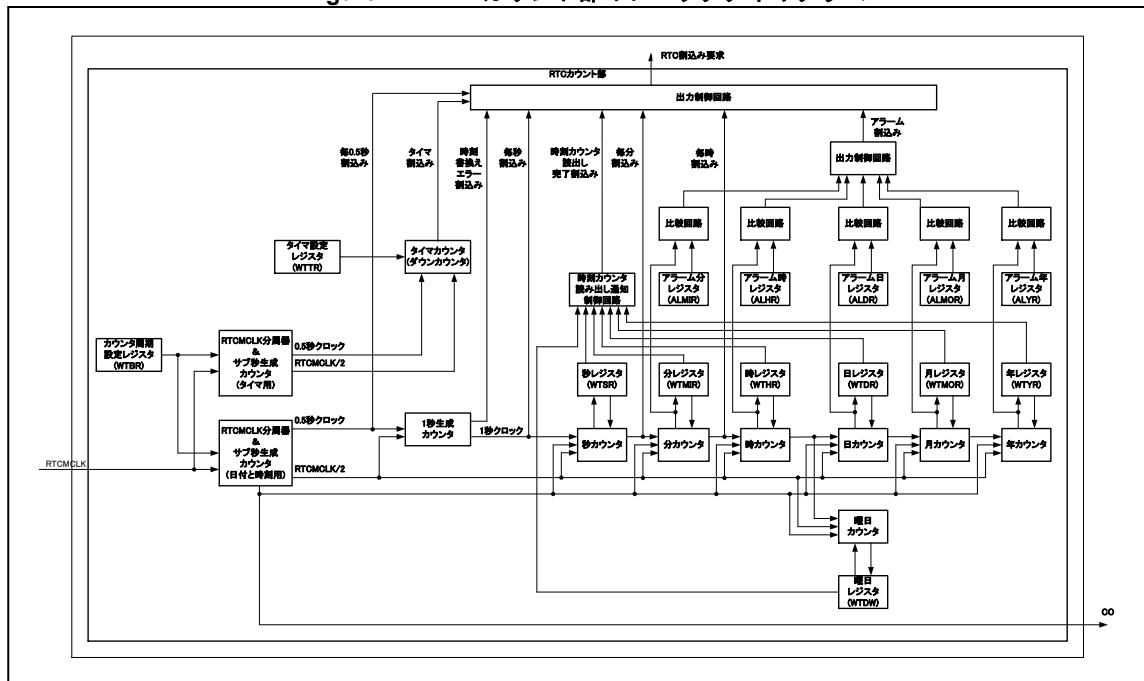 RTC割込み要求
RTCカウント部
出力制御回路
アラーム
割込み
毎0.5秒
割込み
タイマ
割込み
時刻
書換え
エラー
割込み
毎秒
割込み
時刻カウンタ
読出し
完了割込み
毎分
割込み
毎時
割込み
出力制御回路
比較回路
比較回路
比較回路
比較回路
比較回路
タイマ設定
レジスタ
(WTTR)
タイマカウンタ
(ダウンカウンタ)
時刻カウンタ
読み出し通知
制御回路
アラーム分
レジスタ
(ALMIR)
アラーム時
レジスタ
(ALHR)
アラーム日
レジスタ
(ALDR)
アラーム月
レジスタ
(ALMOR)
アラーム年
レジスタ
(ALYR)
カウンタ周期
設定レジスタ
(WTBR)
RTCMCLK分周器
&
サブ秒生成
カウンタ
(タイマ用)
0.5秒クロック
RTCMCLK/2
秒レジスタ
(WTSR)
分レジスタ
(WTMIR)
時レジスタ
(WTHR)
日レジスタ
(WTDR)
月レジスタ
(WTMOR)
年レジスタ
(WTYR)
RTCMCLK
RTCMCLK分周器
&
サブ秒生成
カウンタ
(日付と時刻用)
0.5秒クロック
RTCMCLK/2
1秒生成
カウンタ
1秒クロック
秒カウンタ
分カウンタ
時カウンタ
日カウンタ
月カウンタ
年カウンタ
曜日
カウンタ
曜日
レジスタ
(WTDW)
CO